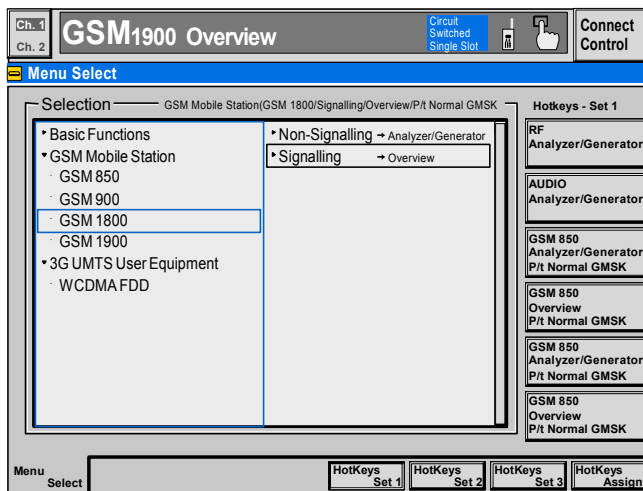 Ch. 1
Ch. 2
GSM1900 Overview
Circuit
Switched
Single Slot
Connect
Control
Menu Select
Selection
GSM Mobile Station(GSM 1800/Signalling/Overview/P/t Normal GMSK
Hotkeys - Set 1
Basic Functions
GSM Mobile Station
GSM 850
GSM 900
GSM 1800
GSM 1900
3G UMTS User Equipment
WCDMA FDD
Non-Signalling → Analyzer/Generator
Signalling → Overview
RF
Analyzer/Generator
AUDIO
Analyzer/Generator
GSM 850
Analyzer/Generator
P/t Normal GMSK
GSM 850
Overview
P/t Normal GMSK
GSM 850
Analyzer/Generator
P/t Normal GMSK
GSM 850
Overview
P/t Normal GMSK
Menu
Select
HotKeys
Set 1
HotKeys
Set 2
HotKeys
Set 3
HotKeys
Assign